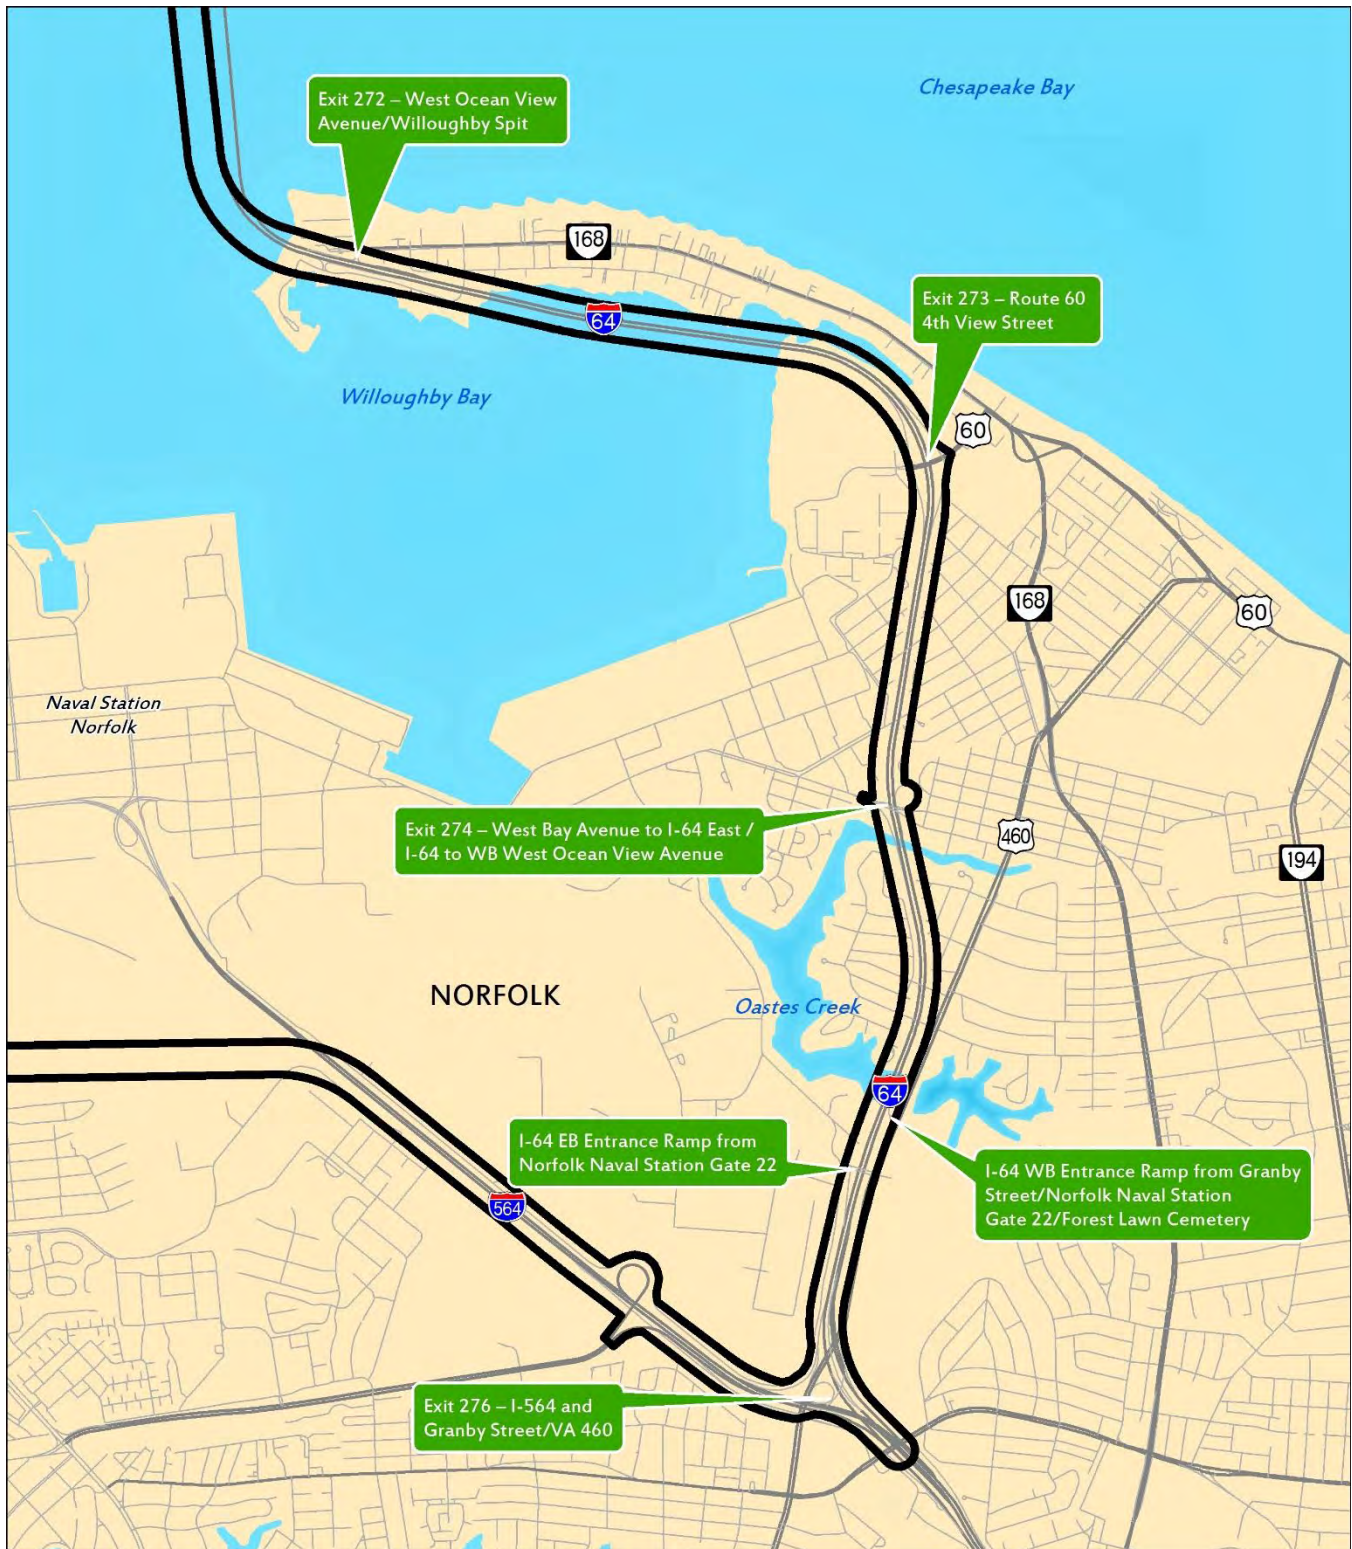 Chesapeake Bay
Exit 272 – West Ocean View
Avenue/Willoughby Spit
168
Exit 273 – Route 60
4th View Street
64
Willoughby Bay
60
168
60
Naval Station
Norfolk
Exit 274 – West Bay Avenue to I-64 East /
I-64 to WB West Ocean View Avenue
460
194
NORFOLK
Oastes Creek
64
I-64 EB Entrance Ramp from
Norfolk Naval Station Gate 22
I-64 WB Entrance Ramp from Granby
Street/Norfolk Naval Station
Gate 22/Forest Lawn Cemetery
564
Exit 276 – I-564 and
Granby Street/VA 460